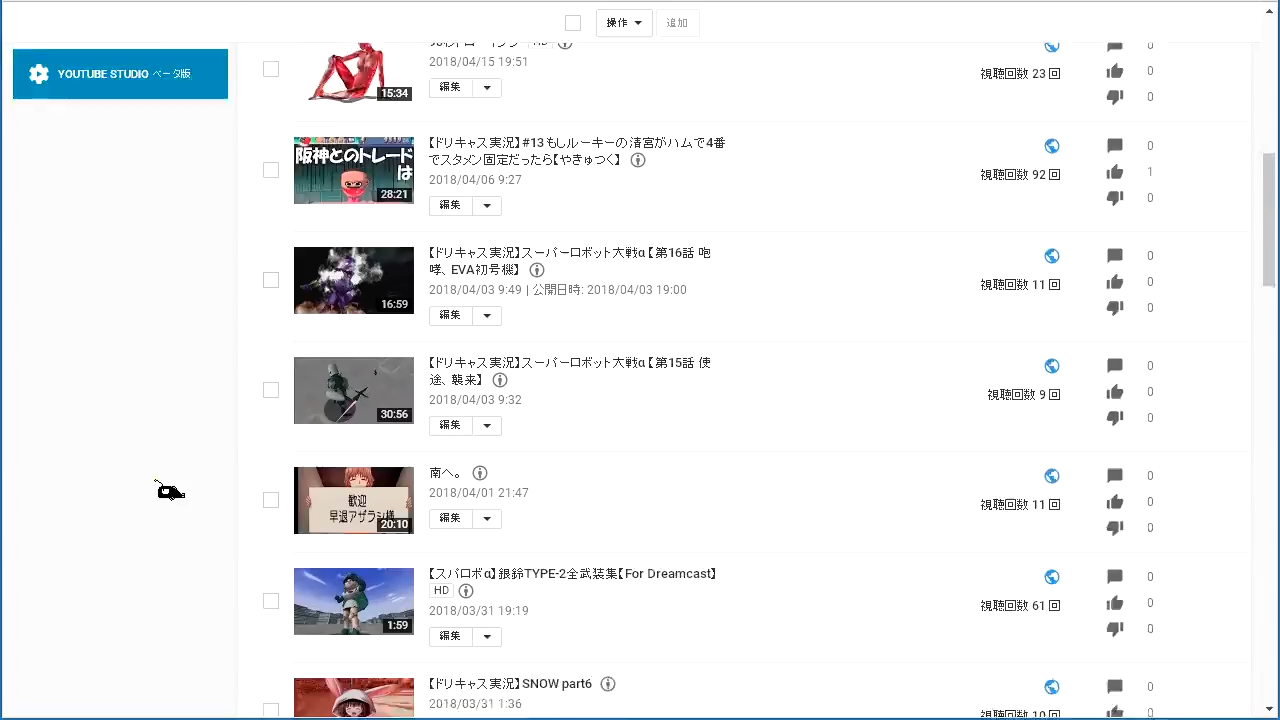 操作 追加
YOUTUBE STUDIO ベータ版
2018/04/15 19:51
視聴回数 23 回
0
編集
15:34
0
0
【ドリキャス実況】#13 もしルーキーの清宮がハムで4番
でスタメン固定だったら【やきゅつく】
阪神とのトレード
は
28:21
2018/04/06 9:27
視聴回数 92 回
編集
0
1
0
【ドリキャス実況】スーパーロボット大戦α【第16話 咆
哮、EVA初号機】
16:59
2018/04/03 9:49 | 公開日時: 2018/04/03 19:00
視聴回数 11 回
編集
0
0
0
【ドリキャス実況】スーパーロボット大戦α【第15話 使
途、襲来】
30:56
2018/04/03 9:32
視聴回数 9 回
編集
0
0
0
南へ。
歓迎
早退アザラシ様
20:10
2018/04/01 21:47
視聴回数 11 回
編集
0
0
0
【スパロボα】銀鈴TYPE-2全武装集【For Dreamcast】
HD
1:59
2018/03/31 19:19
視聴回数 61 回
編集
0
0
0
【ドリキャス実況】SNOW part6
2018/03/31 1:36
視聴回数 10 回
0
0